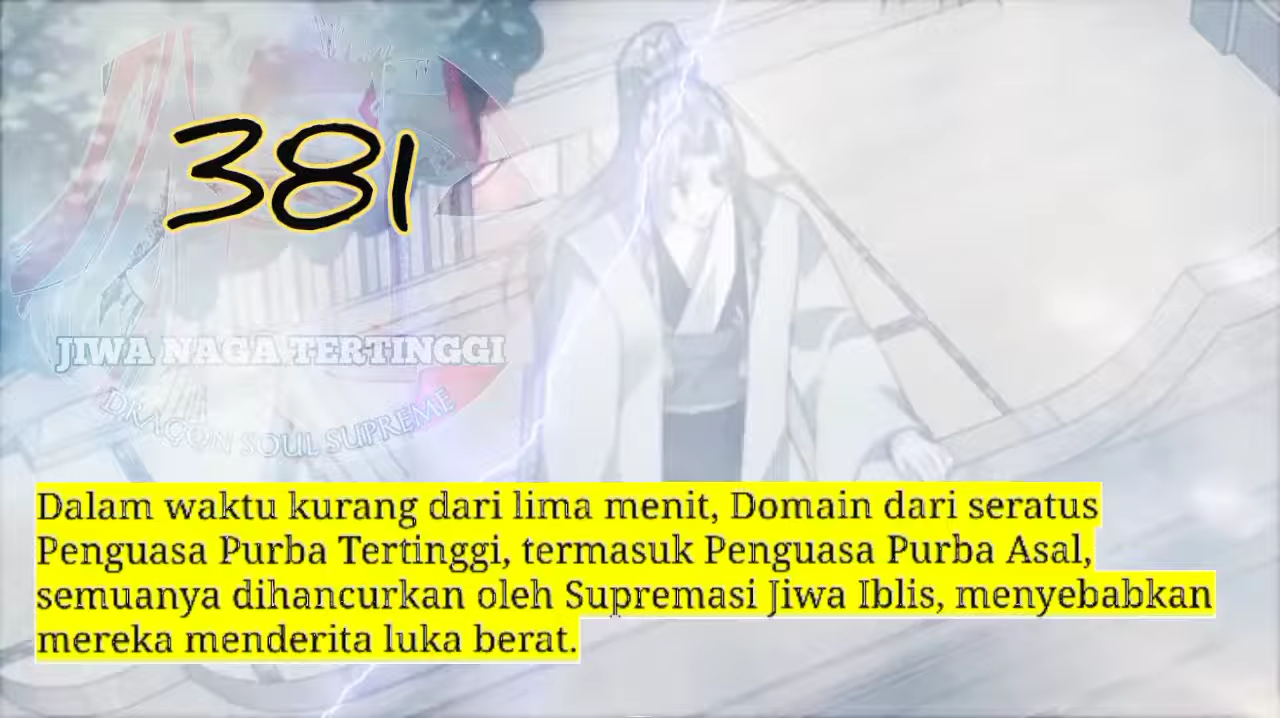 381
JIWA NAGA TERTINGGI
DRAGON SOUL SUPREME
Dalam waktu kurang dari lima menit, Domain dari seratus
Penguasa Purba Tertinggi, termasuk Penguasa Purba Asal,
semuanya dihancurkan oleh Supremasi Jiwa Iblis, menyebabkan
mereka menderita luka berat.